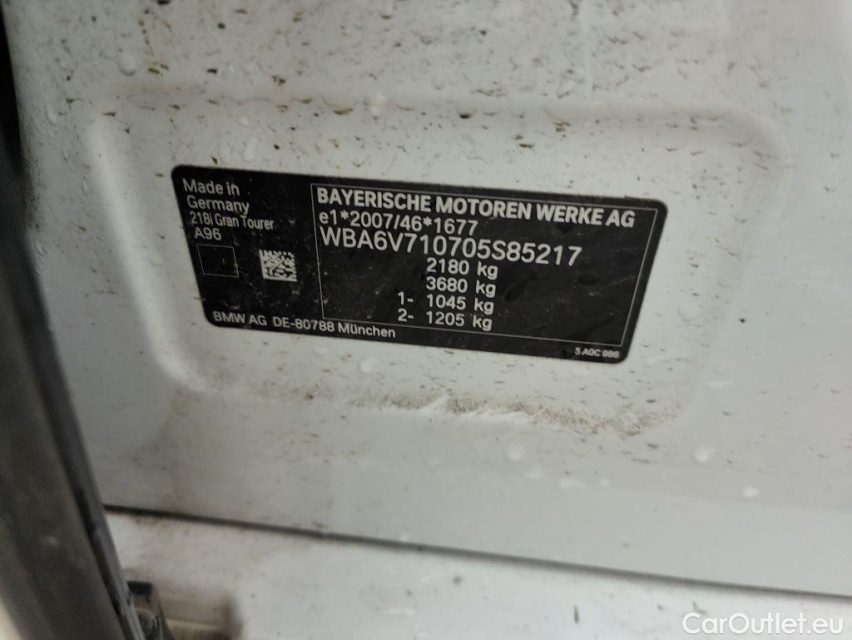 Made in
Germany
218i Gran Tourer
A96
BAYERISCHE MOTOREN WERKE AG
e1*2007/46*1677
WBA6V710705S85217
2180 kg
3680 kg
1- 1045 kg
2- 1205 kg
BMW AG DE-80788 München
5 A0C 986
CarOutlet.eu